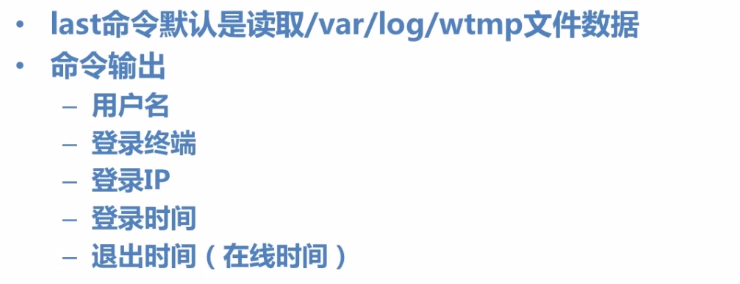 • last命令默认是读取/var/log/wtmp文件数据
• 命令输出
– 用户名
– 登录终端
– 登录IP
– 登录时间
– 退出时间（在线时间）